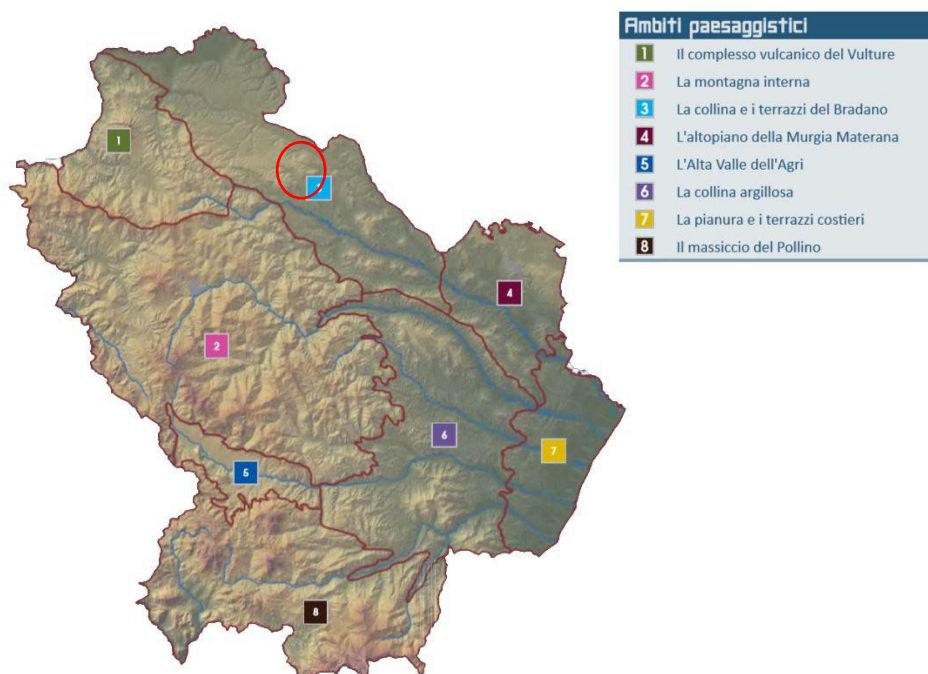 Ambiti paesaggistici
1 Il complesso vulcanico del Vulture
2 La montagna interna
3 La collina e i terrazzi del Bradano
4 L'altopiano della Murgia Materana
5 L'Alta Valle dell'Agri
6 La collina argillosa
7 La pianura e i terrazzi costieri
8 Il massiccio del Pollino
1
4
2
6
7
5
8